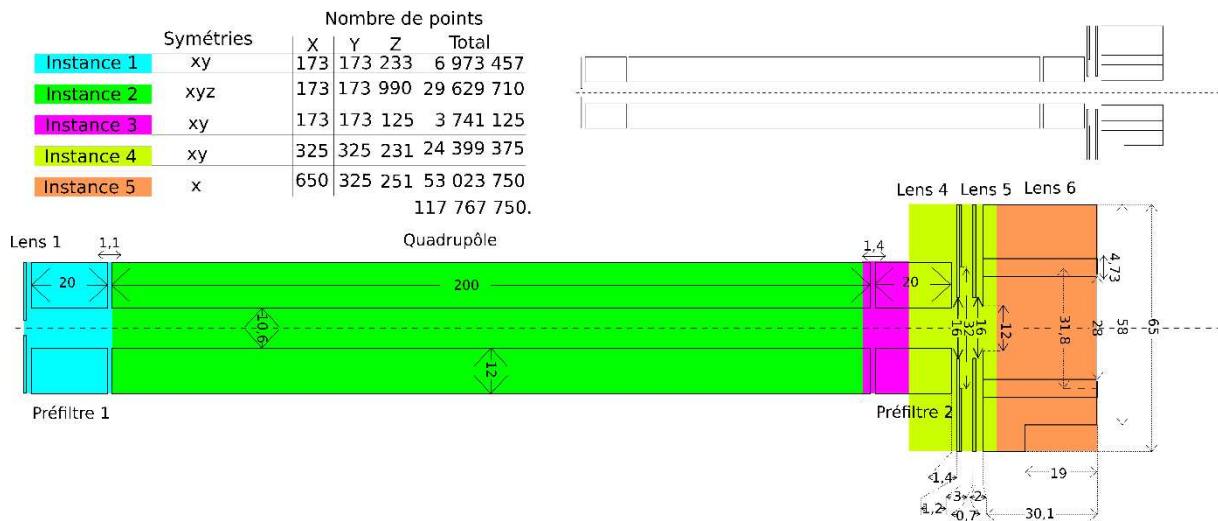 Nombre de points
Symétries X Y Z Total
Instance 1 xy 173 173 233 6 973 457
Instance 2 xyz 173 173 990 29 629 710
Instance 3 xy 173 173 125 3 741 125
Instance 4 xy 325 325 231 24 399 375
Instance 5 x 650 325 251 53 023 750
117 767 750.
Lens 4 Lens 5 Lens 6
Lens 1 1,1 Quadrupôle 1,4
4,73
20 200 20
10,6 16 32 16 12 31,8 28 58 65
12
Préfiltre 1 Préfiltre 2
1,4 19
3 2
1,2 0,7 30,1